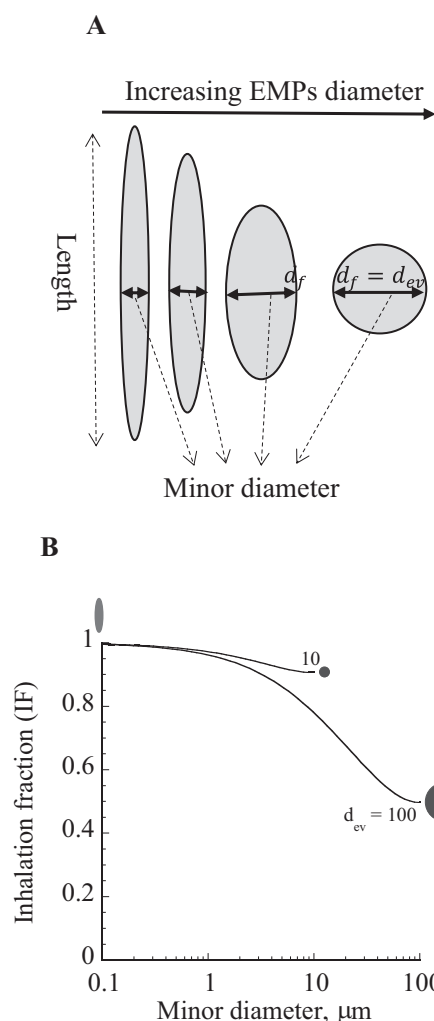 A
Increasing EMPs diameter
Length
d_f
d_f = d_ev
Minor diameter
B
Inhalation fraction (IF)
1
0.8
0.6
0.4
0.2
0
10
d_ev = 100
0.1
1
10
100
Minor diameter, μm